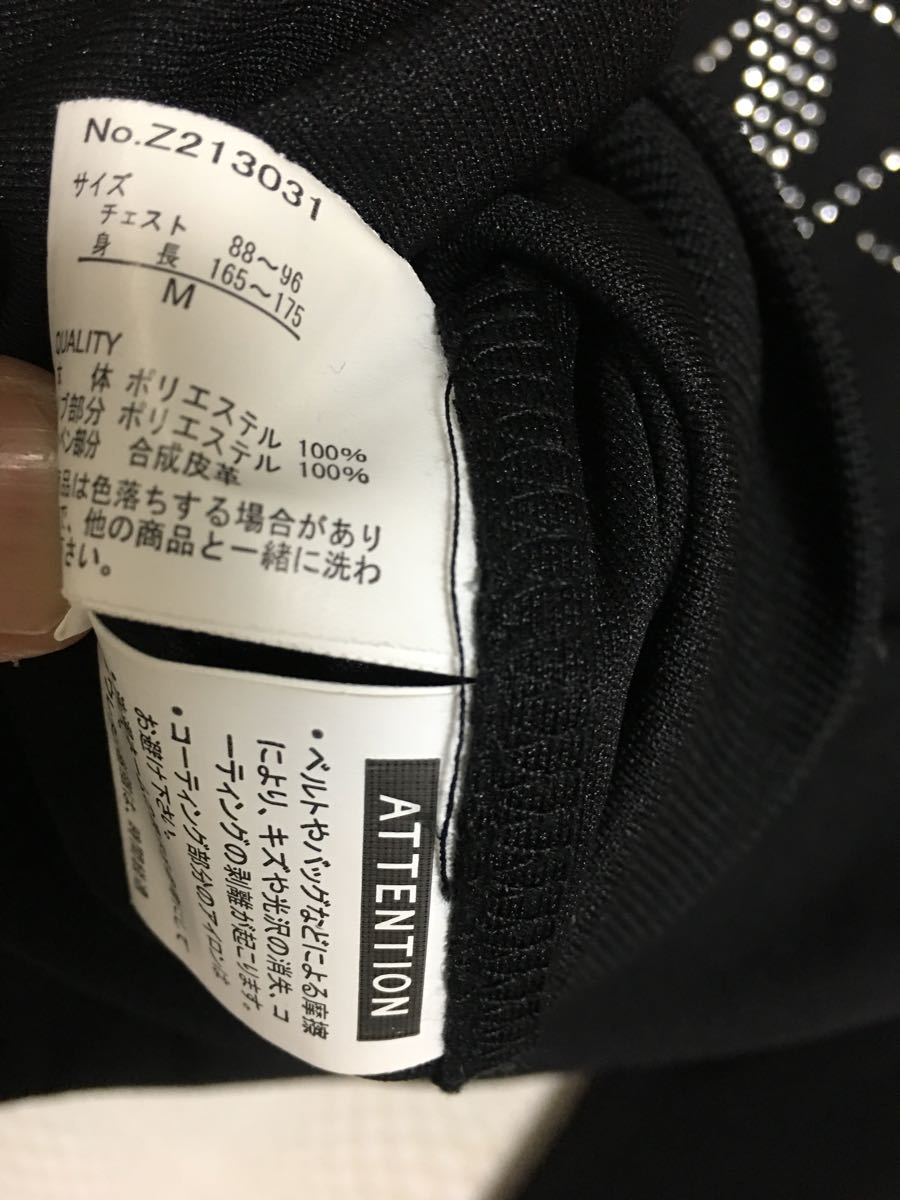 No.Z213031
サイズ
チェスト 88～96
身 長 165～175
M
QUALITY
体 ポリエステル 100%
部分 ポリエステル 100%
部分 合成皮革
品は色落ちする場合があり
で、他の商品と一緒に洗わ
さい。
ATTENTION
・ベルトやバッグなどによる摩擦
により、キズや光沢の消失、コ
ーティングの剥離が起こります。
・コーティング部分のアイロンは
お避け下さい。